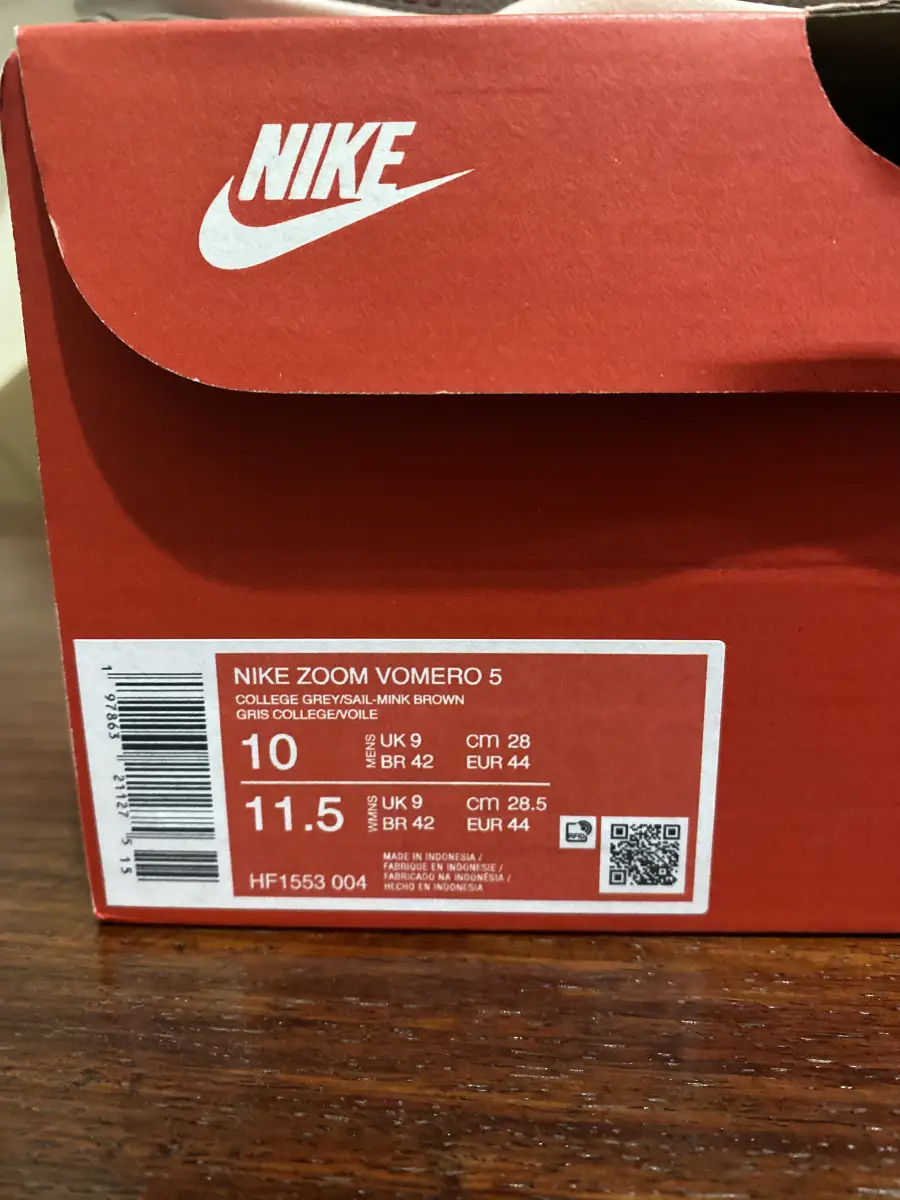 NIKE
NIKE ZOOM VOMERO 5
COLLEGE GREY/SAIL-MINK BROWN
GRIS COLLEGE/VOILE
10 MENS UK 9 cm 28
BR 42 EUR 44
11.5 WMNS UK 9 cm 28.5
BR 42 EUR 44
HF1553 004
MADE IN INDONESIA /
FABRIQUE EN INDONESIE /
FABRICADO NA INDONÉSIA /
HECHO EN INDONESIA
RFID
1 97863 21127 5 15